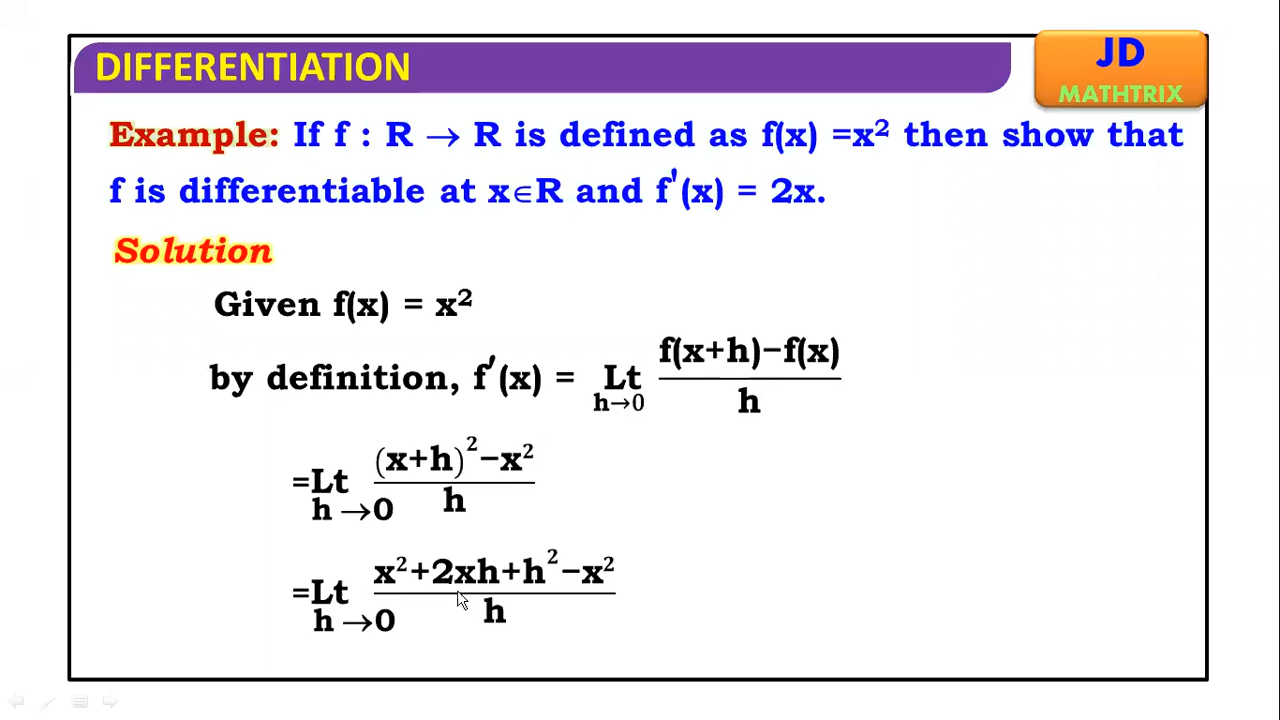 DIFFERENTIATION
JD
MATHTRIX
Example: If f : R → R is defined as f(x) =x² then show that
f is differentiable at x∈R and f′(x) = 2x.
Solution
Given f(x) = x²
by definition, f′(x) = Lt h→0 f(x+h)−f(x) / h
=Lt h →0 (x+h)²−x² / h
=Lt h →0 x²+2xh+h²−x² / h